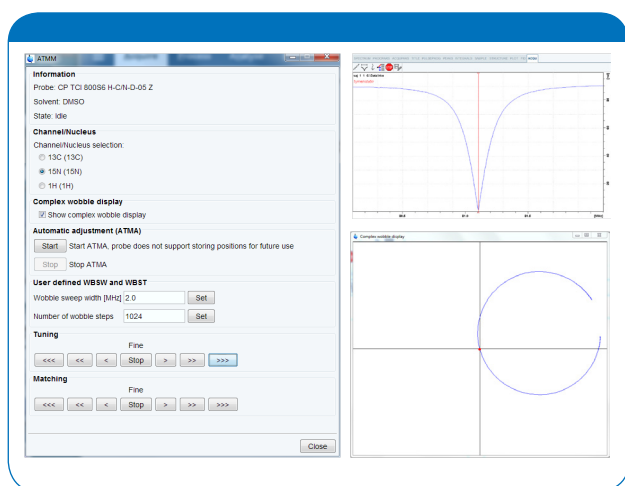 ATMM
Information
Probe: CP TCI 800S6 H-C/N-D-05 Z
Solvent: DMSO
State: Idle
Channel/Nucleus
Channel/Nucleus selection:
13C (13C)
15N (15N)
1H (1H)
Complex wobble display
Show complex wobble display
Automatic adjustment (ATMA)
Start Start ATMA, probe does not support storing positions for future use
Stop Stop ATMA
User defined WBSW and WBST
Wobble sweep width [MHz] 2.0 Set
Number of wobble steps 1024 Set
Tuning
Fine
<<< << < Stop > >> >>>
Matching
Fine
<<< << < Stop > >> >>>
Close
Complex wobble display